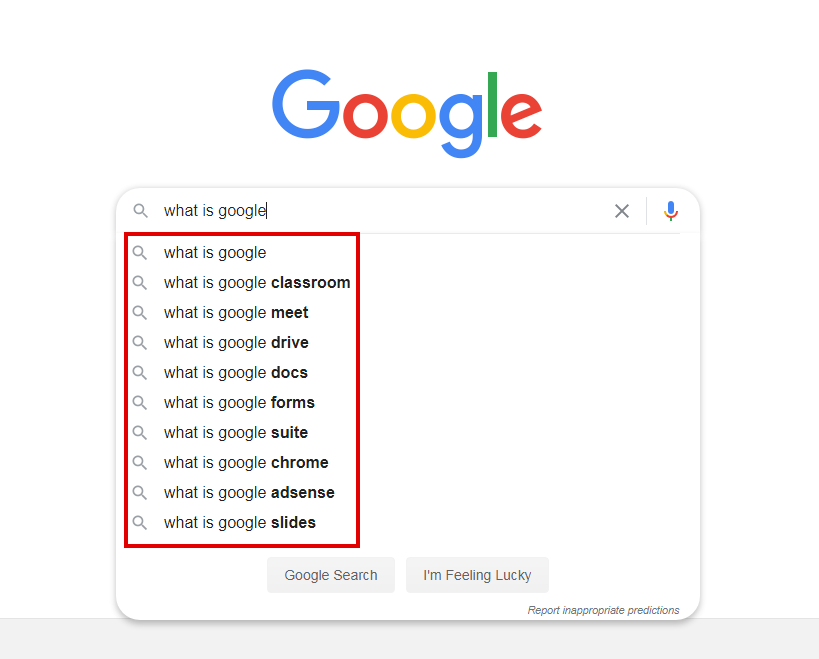 Google
what is google
what is google
what is google classroom
what is google meet
what is google drive
what is google docs
what is google forms
what is google suite
what is google chrome
what is google adsense
what is google slides
Google Search I'm Feeling Lucky
Report inappropriate predictions